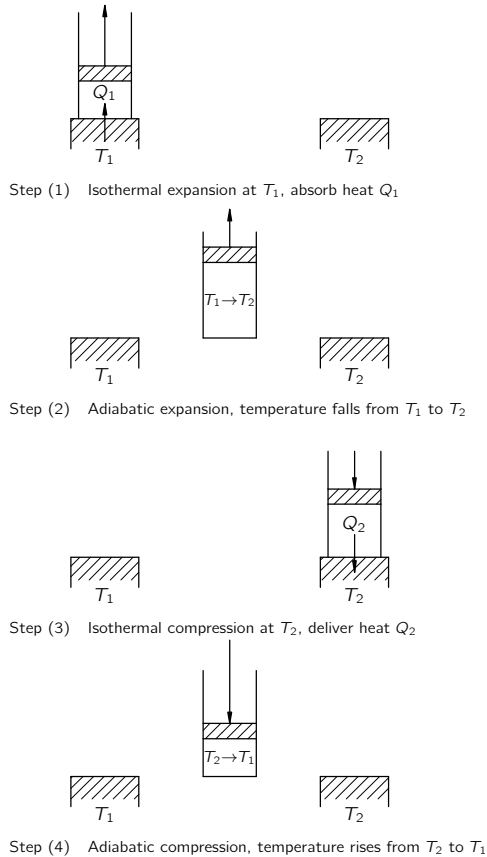 Q₁
T₁ T₂
Step (1) Isothermal expansion at T₁, absorb heat Q₁
T₁→T₂
T₁ T₂
Step (2) Adiabatic expansion, temperature falls from T₁ to T₂
Q₂
T₁ T₂
Step (3) Isothermal compression at T₂, deliver heat Q₂
T₂→T₁
T₁ T₂
Step (4) Adiabatic compression, temperature rises from T₂ to T₁